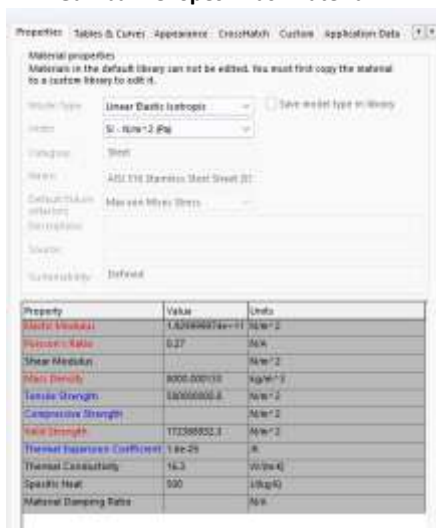 Properties Tables & Curves Appearance CrossHatch Custom Application Data
Material properties
Materials in the default library can not be edited. You must first copy the material to a custom library to edit it.
Model Type: Linear Elastic Isotropic Save model type in library
Units: SI - N/m^2 (Pa)
Category: Steel
Name: AISI 316 Stainless Steel Sheet (SS)
Default failure criterion: Max von Mises Stress
Description:
Source:
Sustainability: Defined
Property Value Units
Elastic Modulus N/m^2
Poisson's Ratio 0.27 N/A
Shear Modulus N/m^2
Mass Density kg/m^3
Tensile Strength N/m^2
Compressive Strength N/m^2
Yield Strength N/m^2
Thermal Expansion Coefficient /K
Thermal Conductivity 16.3 W/(m·K)
Specific Heat 500 J/(kg·K)
Material Damping Ratio N/A